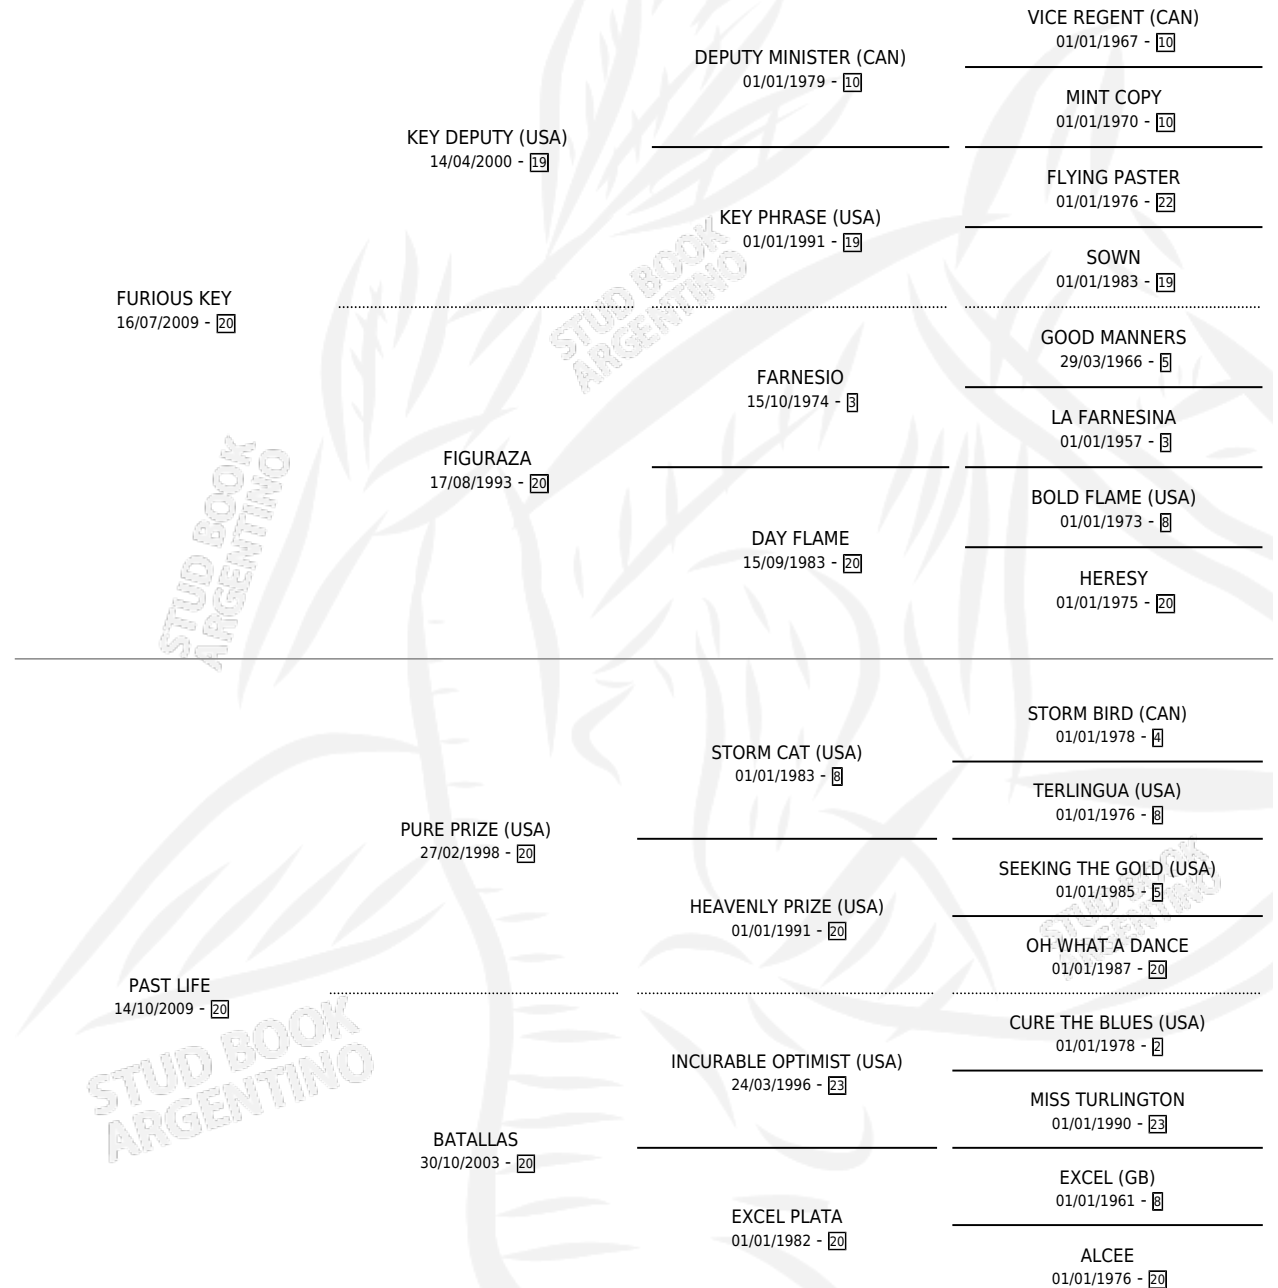 VICE REGENT (CAN)
01/01/1967 - 10
DEPUTY MINISTER (CAN)
01/01/1979 - 10
MINT COPY
01/01/1970 - 10
KEY DEPUTY (USA)
14/04/2000 - 19
FLYING PASTER
01/01/1976 - 22
KEY PHRASE (USA)
01/01/1991 - 19
SOWN
01/01/1983 - 19
FURIOUS KEY
16/07/2009 - 20
GOOD MANNERS
29/03/1966 - 5
FARNESIO
15/10/1974 - 3
LA FARNESINA
01/01/1957 - 3
FIGURAZA
17/08/1993 - 20
BOLD FLAME (USA)
01/01/1973 - 8
DAY FLAME
15/09/1983 - 20
HERESY
01/01/1975 - 20
STUD BOOK
ARGENTINO
STUD BOOK
ARGENTINO
STORM BIRD (CAN)
01/01/1978 - 4
STORM CAT (USA)
01/01/1983 - 8
TERLINGUA (USA)
01/01/1976 - 8
PURE PRIZE (USA)
27/02/1998 - 20
SEEKING THE GOLD (USA)
01/01/1985 - 5
HEAVENLY PRIZE (USA)
01/01/1991 - 20
OH WHAT A DANCE
01/01/1987 - 20
PAST LIFE
14/10/2009 - 20
CURE THE BLUES (USA)
01/01/1978 - 2
INCURABLE OPTIMIST (USA)
24/03/1996 - 23
MISS TURLINGTON
01/01/1990 - 23
BATALLAS
30/10/2003 - 20
EXCEL (GB)
01/01/1961 - 8
EXCEL PLATA
01/01/1982 - 20
ALCEE
01/01/1976 - 20
STUD BOOK
ARGENTINO
STUD BOOK
ARGENTINO